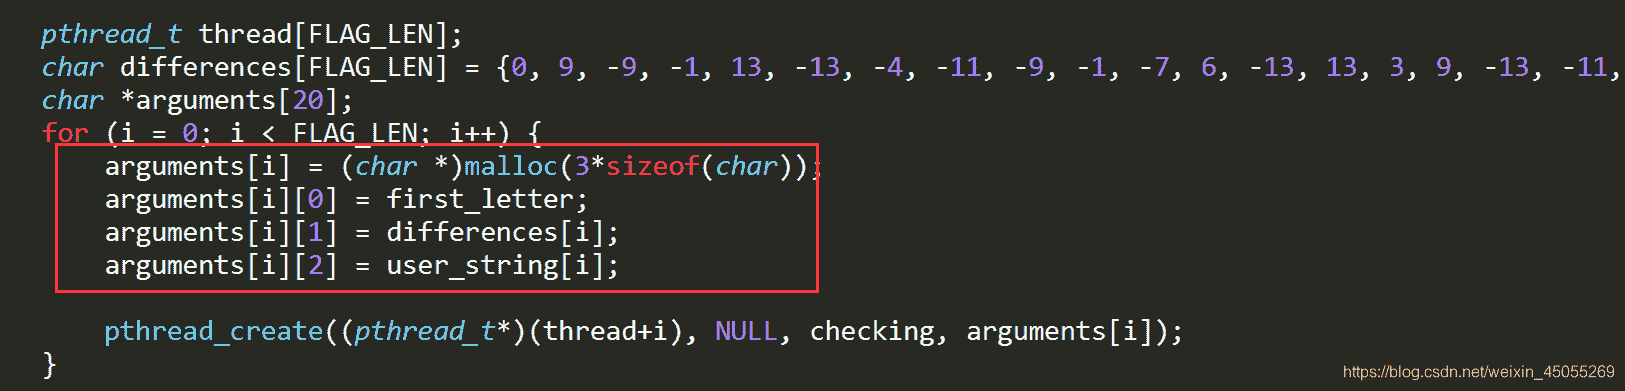 pthread_t thread[FLAG_LEN];
char differences[FLAG_LEN] = {0, 9, -9, -1, 13, -13, -4, -11, -9, -1, -7, 6, -13, 13, 3, 9, -13, -11,
char *arguments[20];
for (i = 0; i < FLAG_LEN; i++) {
    arguments[i] = (char *)malloc(3*sizeof(char));
    arguments[i][0] = first_letter;
    arguments[i][1] = differences[i];
    arguments[i][2] = user_string[i];
    pthread_create((pthread_t*)(thread+i), NULL, checking, arguments[i]);
}
https://blog.csdn.net/weixin_45055269